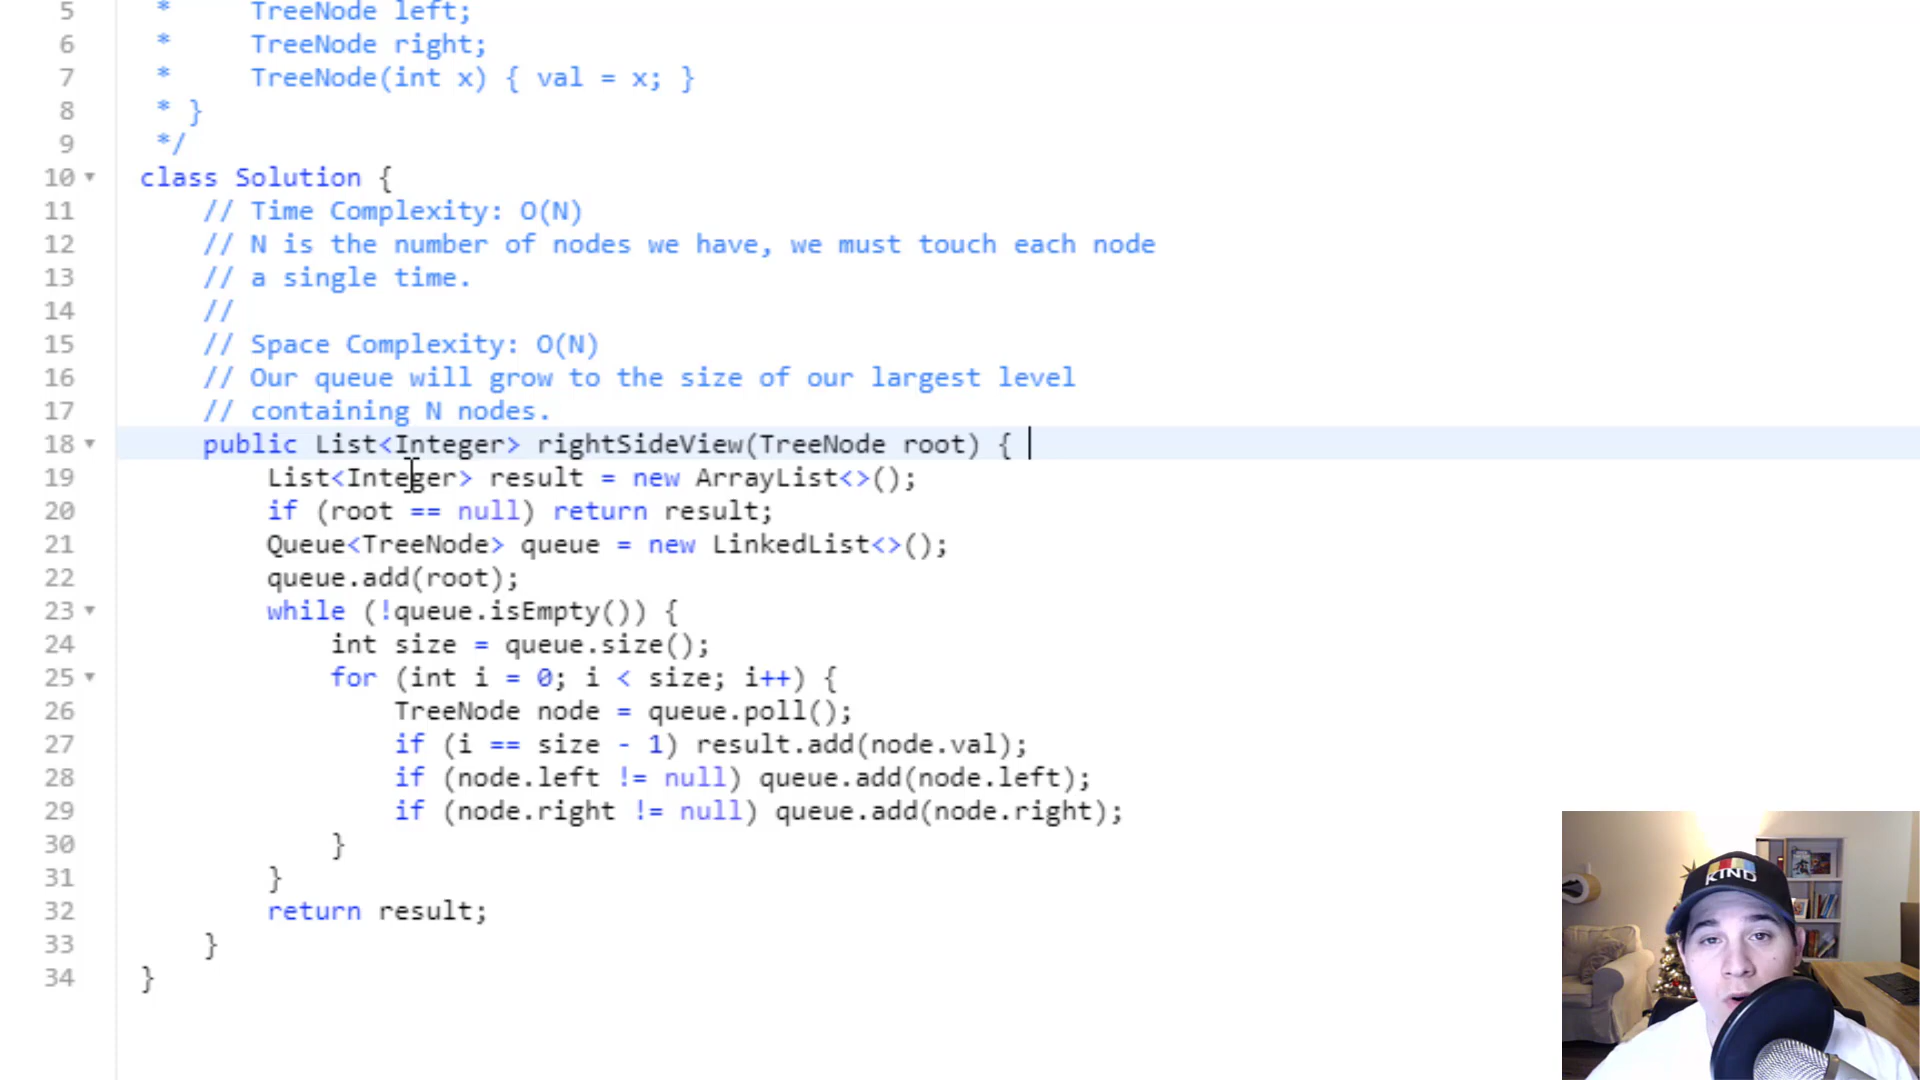 5 *     TreeNode left;
6 *     TreeNode right;
7 *     TreeNode(int x) { val = x; }
8 * }
9 */
10 class Solution {
11     // Time Complexity: O(N)
12     // N is the number of nodes we have, we must touch each node
13     // a single time.
14     //
15     // Space Complexity: O(N)
16     // Our queue will grow to the size of our largest level
17     // containing N nodes.
18     public List<Integer> rightSideView(TreeNode root) {
19         List<Integer> result = new ArrayList<>();
20         if (root == null) return result;
21         Queue<TreeNode> queue = new LinkedList<>();
22         queue.add(root);
23         while (!queue.isEmpty()) {
24             int size = queue.size();
25             for (int i = 0; i < size; i++) {
26                 TreeNode node = queue.poll();
27                 if (i == size - 1) result.add(node.val);
28                 if (node.left != null) queue.add(node.left);
29                 if (node.right != null) queue.add(node.right);
30             }
31         }
32         return result;
33     }
34 }
KIND